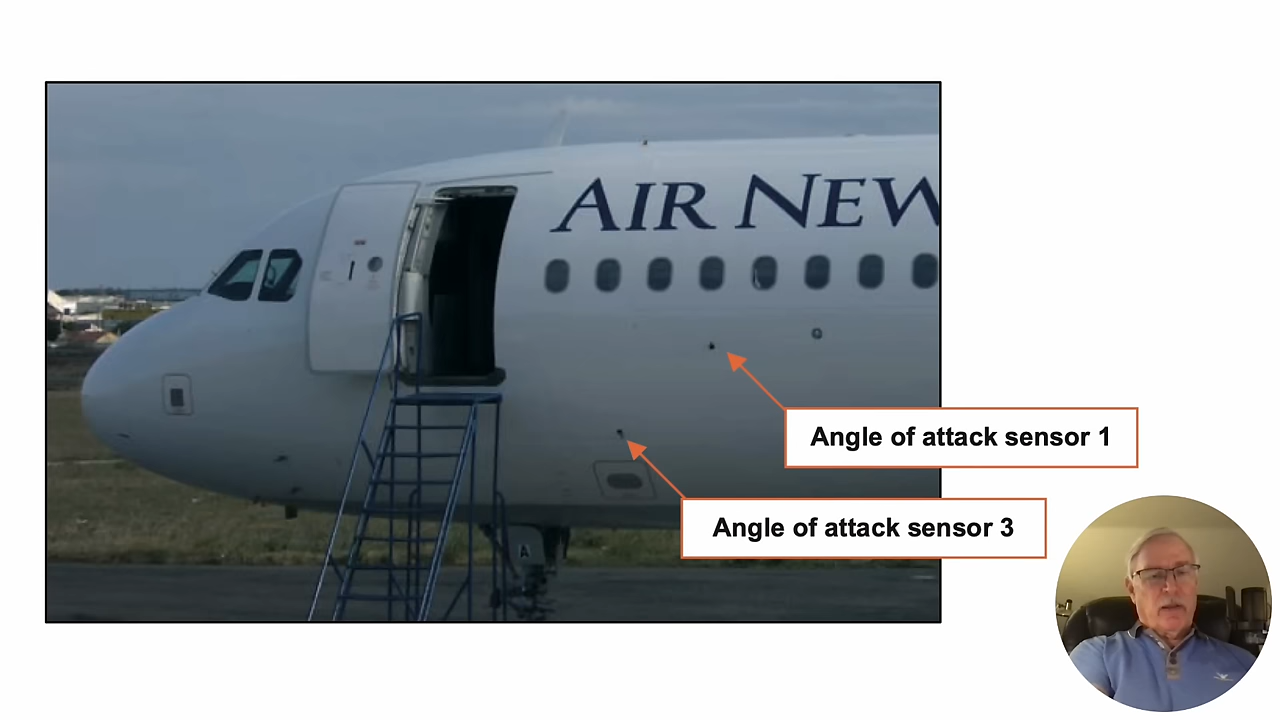 AIR NEW
Angle of attack sensor 1
Angle of attack sensor 3
A